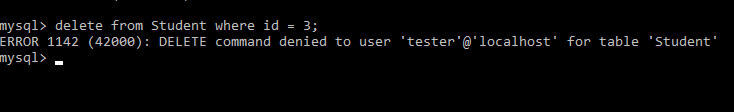 mysql> delete from Student where id = 3;
ERROR 1142 (42000): DELETE command denied to user 'tester'@'localhost' for table 'Student'
mysql>